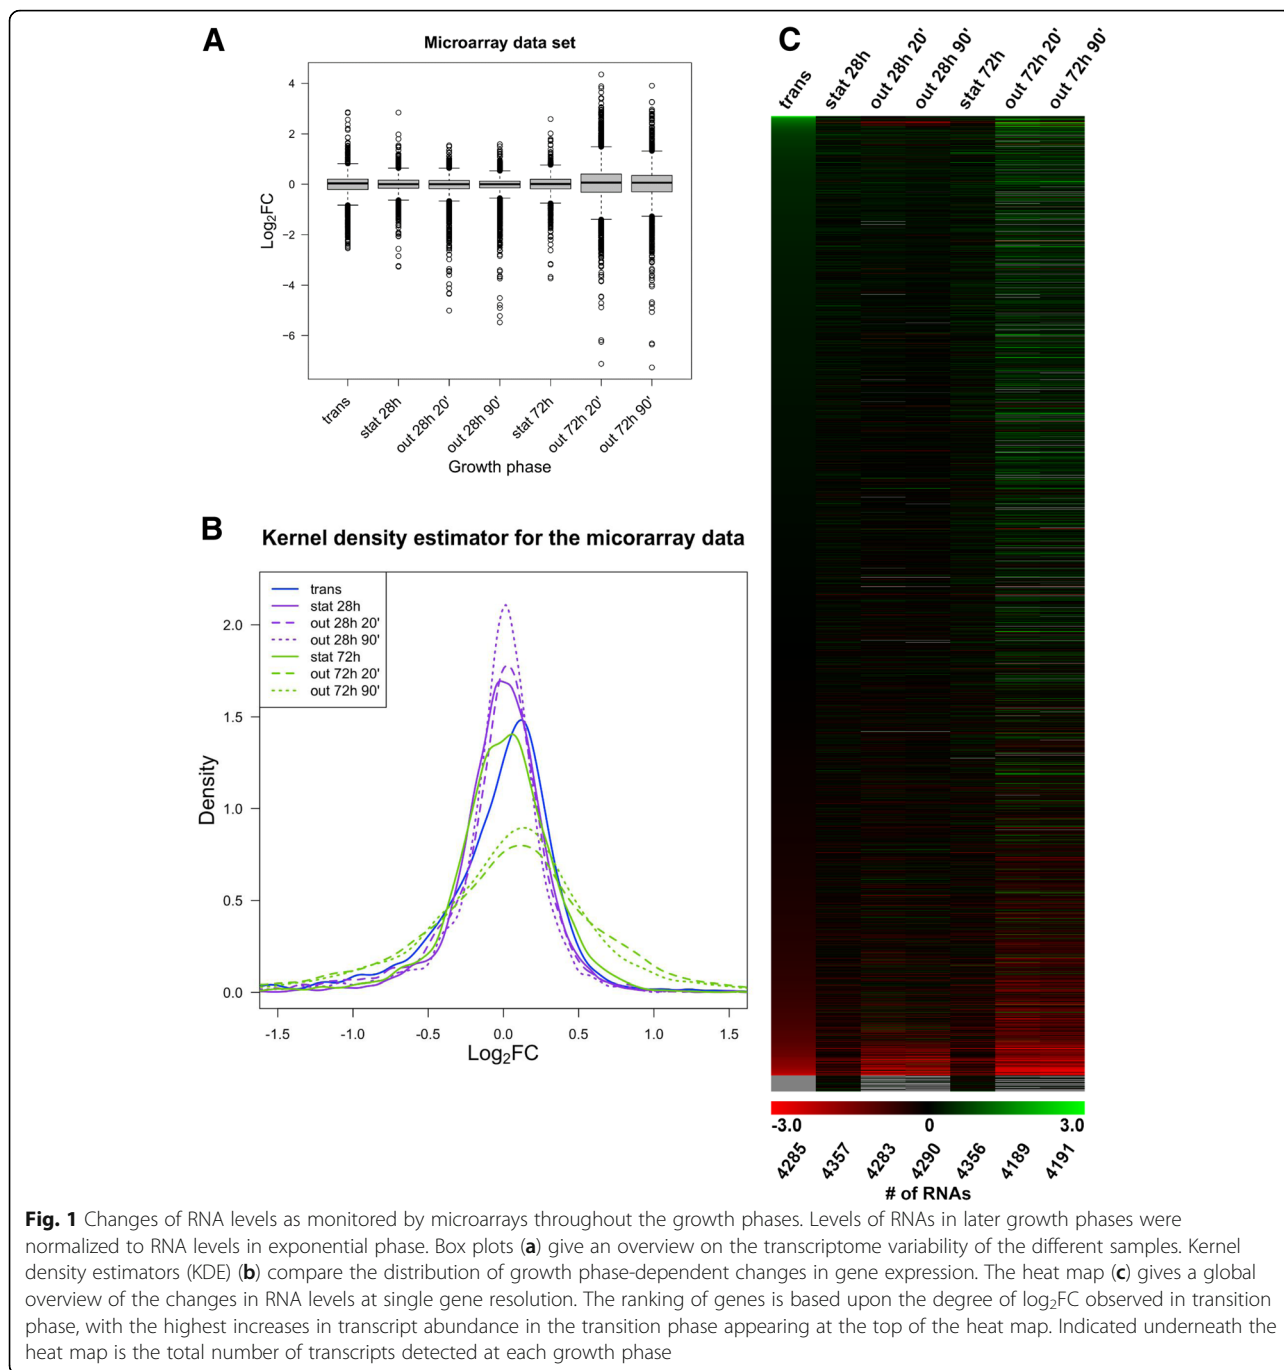 A
Microarray data set
Log2FC
4
2
0
−2
−4
−6
trans
stat 28h
out 28h 20'
out 28h 90'
stat 72h
out 72h 20'
out 72h 90'
Growth phase
B
Kernel density estimator for the micorarray data
trans
stat 28h
out 28h 20'
out 28h 90'
stat 72h
out 72h 20'
out 72h 90'
Density
2.0
1.5
1.0
0.5
0.0
-1.5 -1.0 -0.5 0.0 0.5 1.0 1.5
Log2FC
C
trans
stat 28h
out 28h 20'
out 28h 90'
stat 72h
out 72h 20'
out 72h 90'
-3.0 0 3.0
4285
4357
4283
4290
4356
4189
4191
# of RNAs
Fig. 1 Changes of RNA levels as monitored by microarrays throughout the growth phases. Levels of RNAs in later growth phases were
normalized to RNA levels in exponential phase. Box plots (a) give an overview on the transcriptome variability of the different samples. Kernel
density estimators (KDE) (b) compare the distribution of growth phase-dependent changes in gene expression. The heat map (c) gives a global
overview of the changes in RNA levels at single gene resolution. The ranking of genes is based upon the degree of log2FC observed in transition
phase, with the highest increases in transcript abundance in the transition phase appearing at the top of the heat map. Indicated underneath the
heat map is the total number of transcripts detected at each growth phase